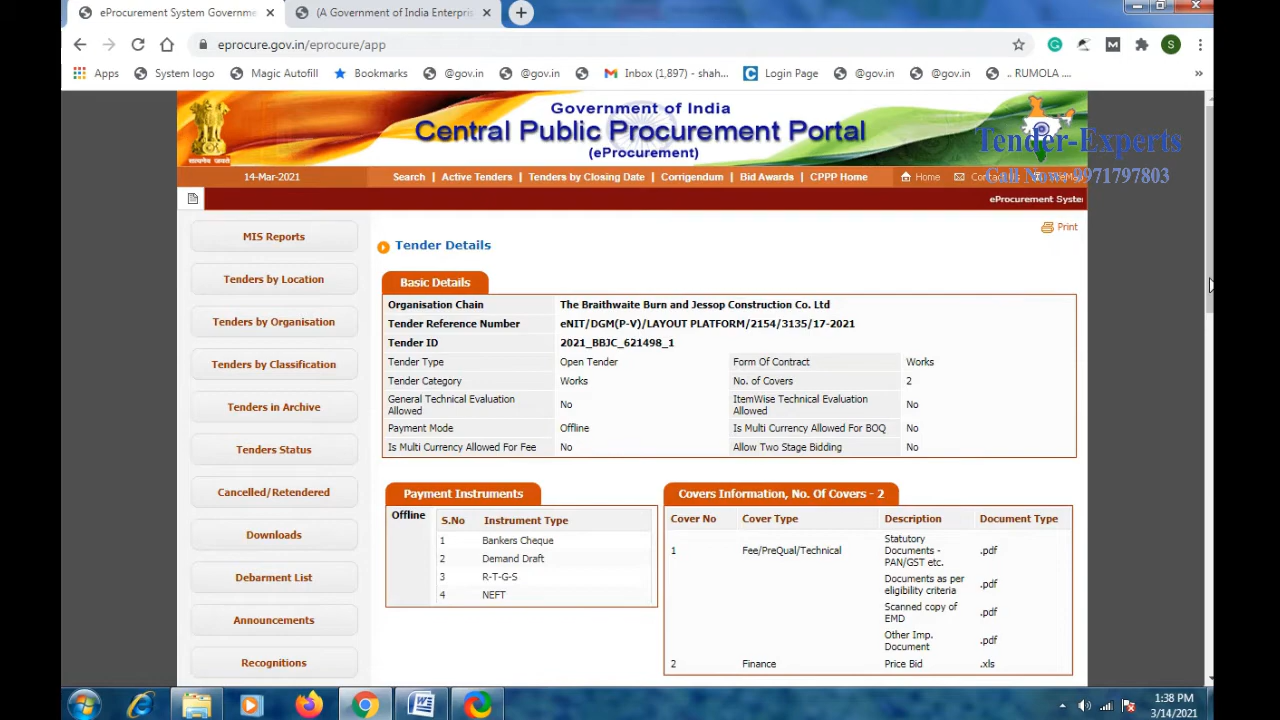 eProcurement System Governme
(A Government of India Enterpris
eprocure.gov.in/eprocure/app
Apps
System logo
Magic Autofill
Bookmarks
@gov.in
@gov.in
Inbox (1,897) - shah...
Login Page
@gov.in
@gov.in
.. RUMOLA ....
Government of India
Central Public Procurement Portal
(eProcurement)
Tender-Experts
Call Now: 9971797803
14-Mar-2021
Search | Active Tenders | Tenders by Closing Date | Corrigendum | Bid Awards | CPPP Home
Home
eProcurement Syste
Print
MIS Reports
Tenders by Location
Tenders by Organisation
Tenders by Classification
Tenders in Archive
Tenders Status
Cancelled/Retendered
Downloads
Debarment List
Announcements
Recognitions
Tender Details
Basic Details
Organisation Chain The Braithwaite Burn and Jessop Construction Co. Ltd
Tender Reference Number eNIT/DGM(P-V)/LAYOUT PLATFORM/2154/3135/17-2021
Tender ID 2021_BBJC_621498_1
Tender Type Open Tender Form Of Contract Works
Tender Category Works No. of Covers 2
General Technical Evaluation
Allowed No
ItemWise Technical Evaluation
Allowed No
Payment Mode Offline Is Multi Currency Allowed For BOQ No
Is Multi Currency Allowed For Fee No Allow Two Stage Bidding No
Payment Instruments
Offline S.No Instrument Type
1 Bankers Cheque
2 Demand Draft
3 R-T-G-S
4 NEFT
Covers Information, No. Of Covers - 2
Cover No Cover Type Description Document Type
1 Fee/PreQual/Technical
Statutory
Documents -
PAN/GST etc. .pdf
Documents as per
eligibility criteria .pdf
Scanned copy of
EMD .pdf
Other Imp.
Document .pdf
2 Finance Price Bid .xls
1:38 PM
3/14/2021